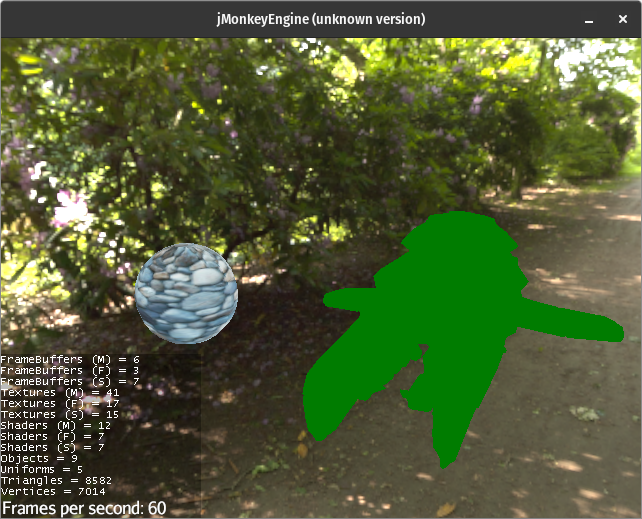 jMonkeyEngine (unknown version)
FrameBuffers (M) = 6
FrameBuffers (F) = 3
FrameBuffers (S) = 7
Textures (M) = 41
Textures (F) = 17
Textures (S) = 15
Shaders (M) = 12
Shaders (F) = 7
Shaders (S) = 7
Objects = 9
Uniforms = 5
Triangles = 8582
Vertices = 7014
Frames per second: 60